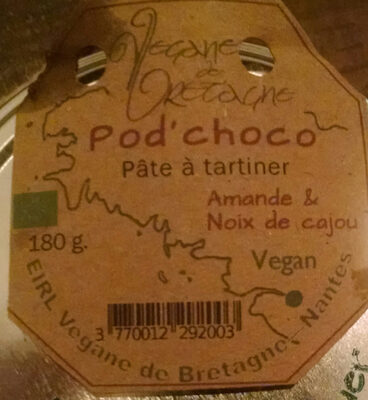 Vegane
de
Bretagne
Pod'choco
Pâte à tartiner
Amande &
Noix de cajou
180 g.
Vegan
3 770012 292003
EIRL Vegane de Bretagne - Nantes